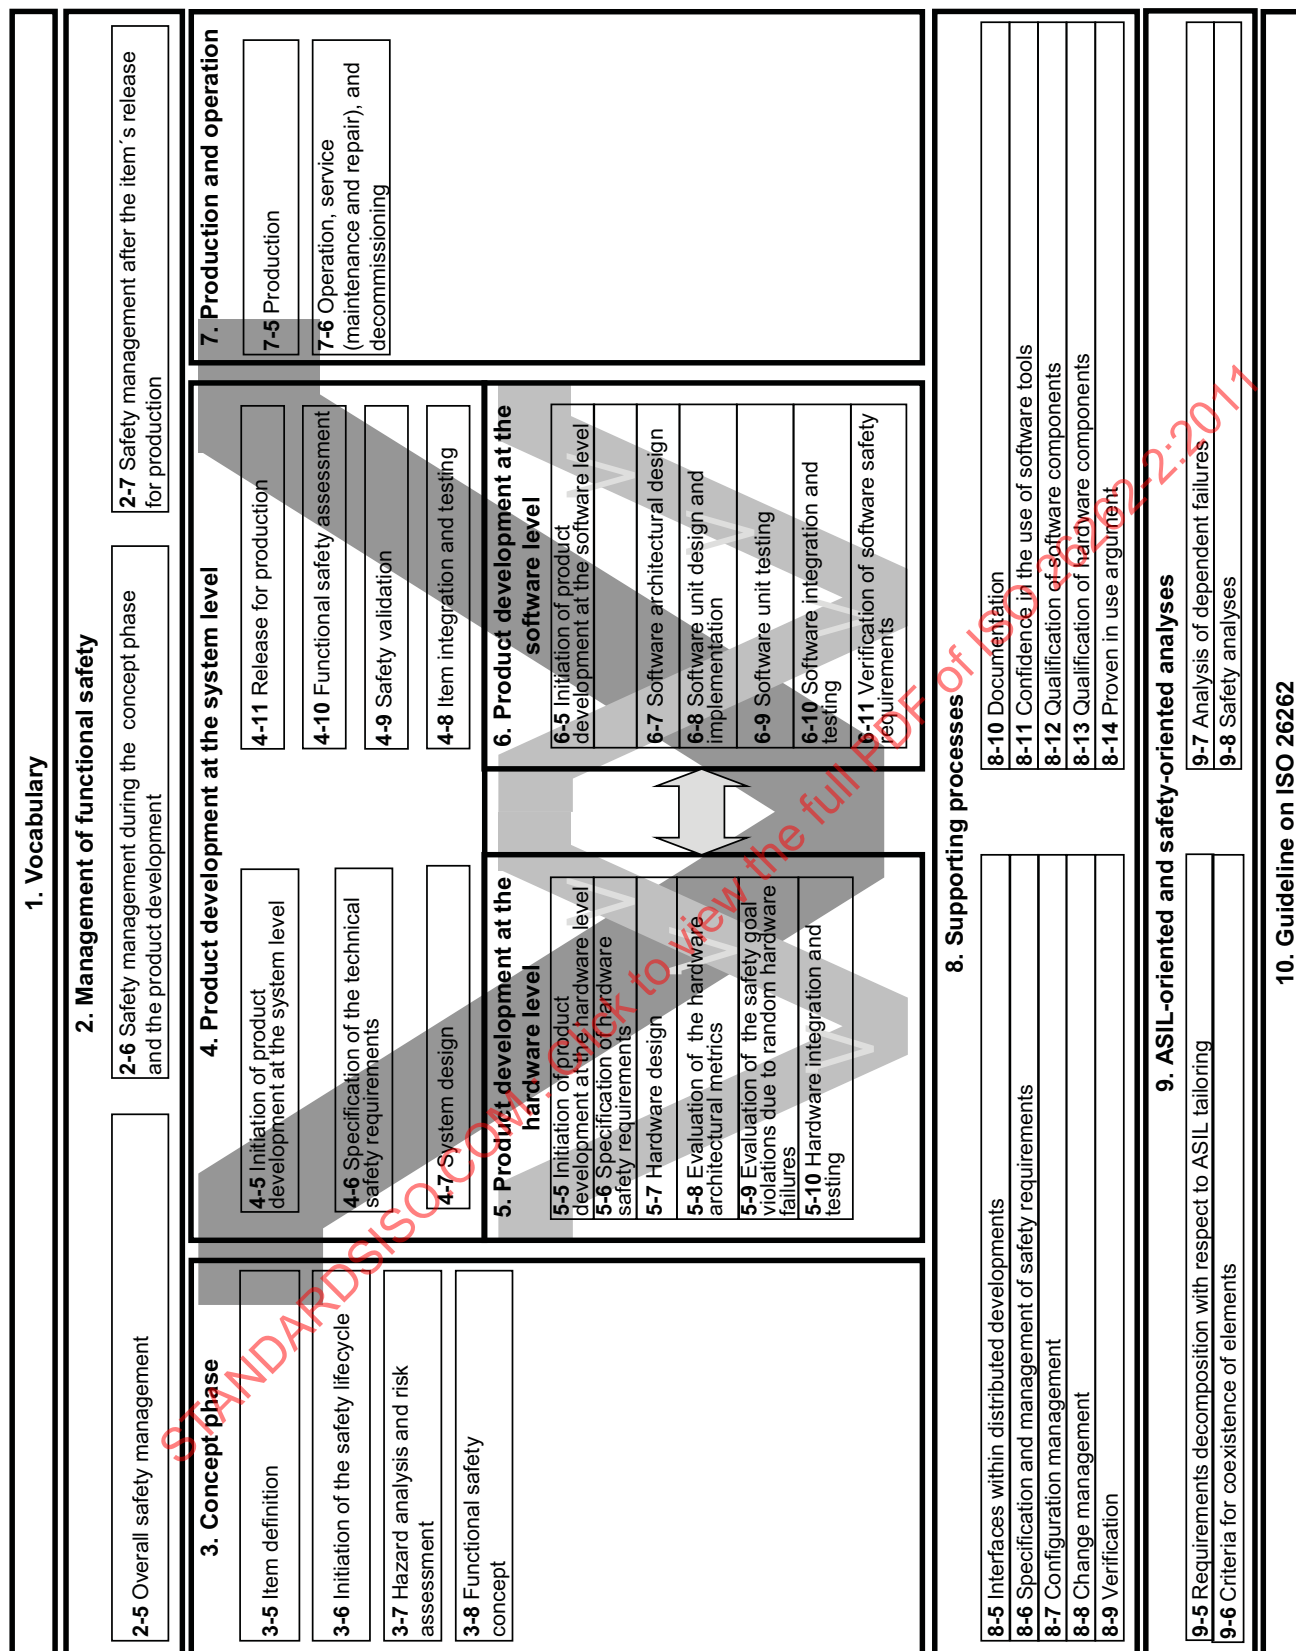 1. Vocabulary
2. Management of functional safety
2-5 Overall safety management
2-6 Safety management during the concept phase
and the product development
2-7 Safety management after the item´s release
for production
3. Concept phase
3-5 Item definition
3-6 Initiation of the safety lifecycle
3-7 Hazard analysis and risk
assessment
3-8 Functional safety
concept
4. Product development at the system level
4-5 Initiation of product
development at the system level
4-6 Specification of the technical
safety requirements
4-7 System design
4-11 Release for production
4-10 Functional safety assessment
4-9 Safety validation
4-8 Item integration and testing
7. Production and operation
7-5 Production
7-6 Operation, service
(maintenance and repair), and
decommissioning
5. Product development at the
hardware level
5-5 Initiation of product
development at the hardware level
5-6 Specification of hardware
safety requirements
5-7 Hardware design
5-8 Evaluation of the hardware
architectural metrics
5-9 Evaluation of the safety goal
violations due to random hardware
failures
5-10 Hardware integration and
testing
6. Product development at the
software level
6-5 Initiation of product
development at the software level
6-7 Software architectural design
6-8 Software unit design and
implementation
6-9 Software unit testing
6-10 Software integration and
testing
6-11 Verification of software safety
requirements
8. Supporting processes
8-5 Interfaces within distributed developments
8-6 Specification and management of safety requirements
8-7 Configuration management
8-8 Change management
8-9 Verification
8-10 Documentation
8-11 Confidence in the use of software tools
8-12 Qualification of software components
8-13 Qualification of hardware components
8-14 Proven in use argument
9. ASIL-oriented and safety-oriented analyses
9-5 Requirements decomposition with respect to ASIL tailoring
9-6 Criteria for coexistence of elements
9-7 Analysis of dependent failures
9-8 Safety analyses
10. Guideline on ISO 26262
STANDARDSISO.COM : Click to view the full PDF of ISO 26262-2:2011